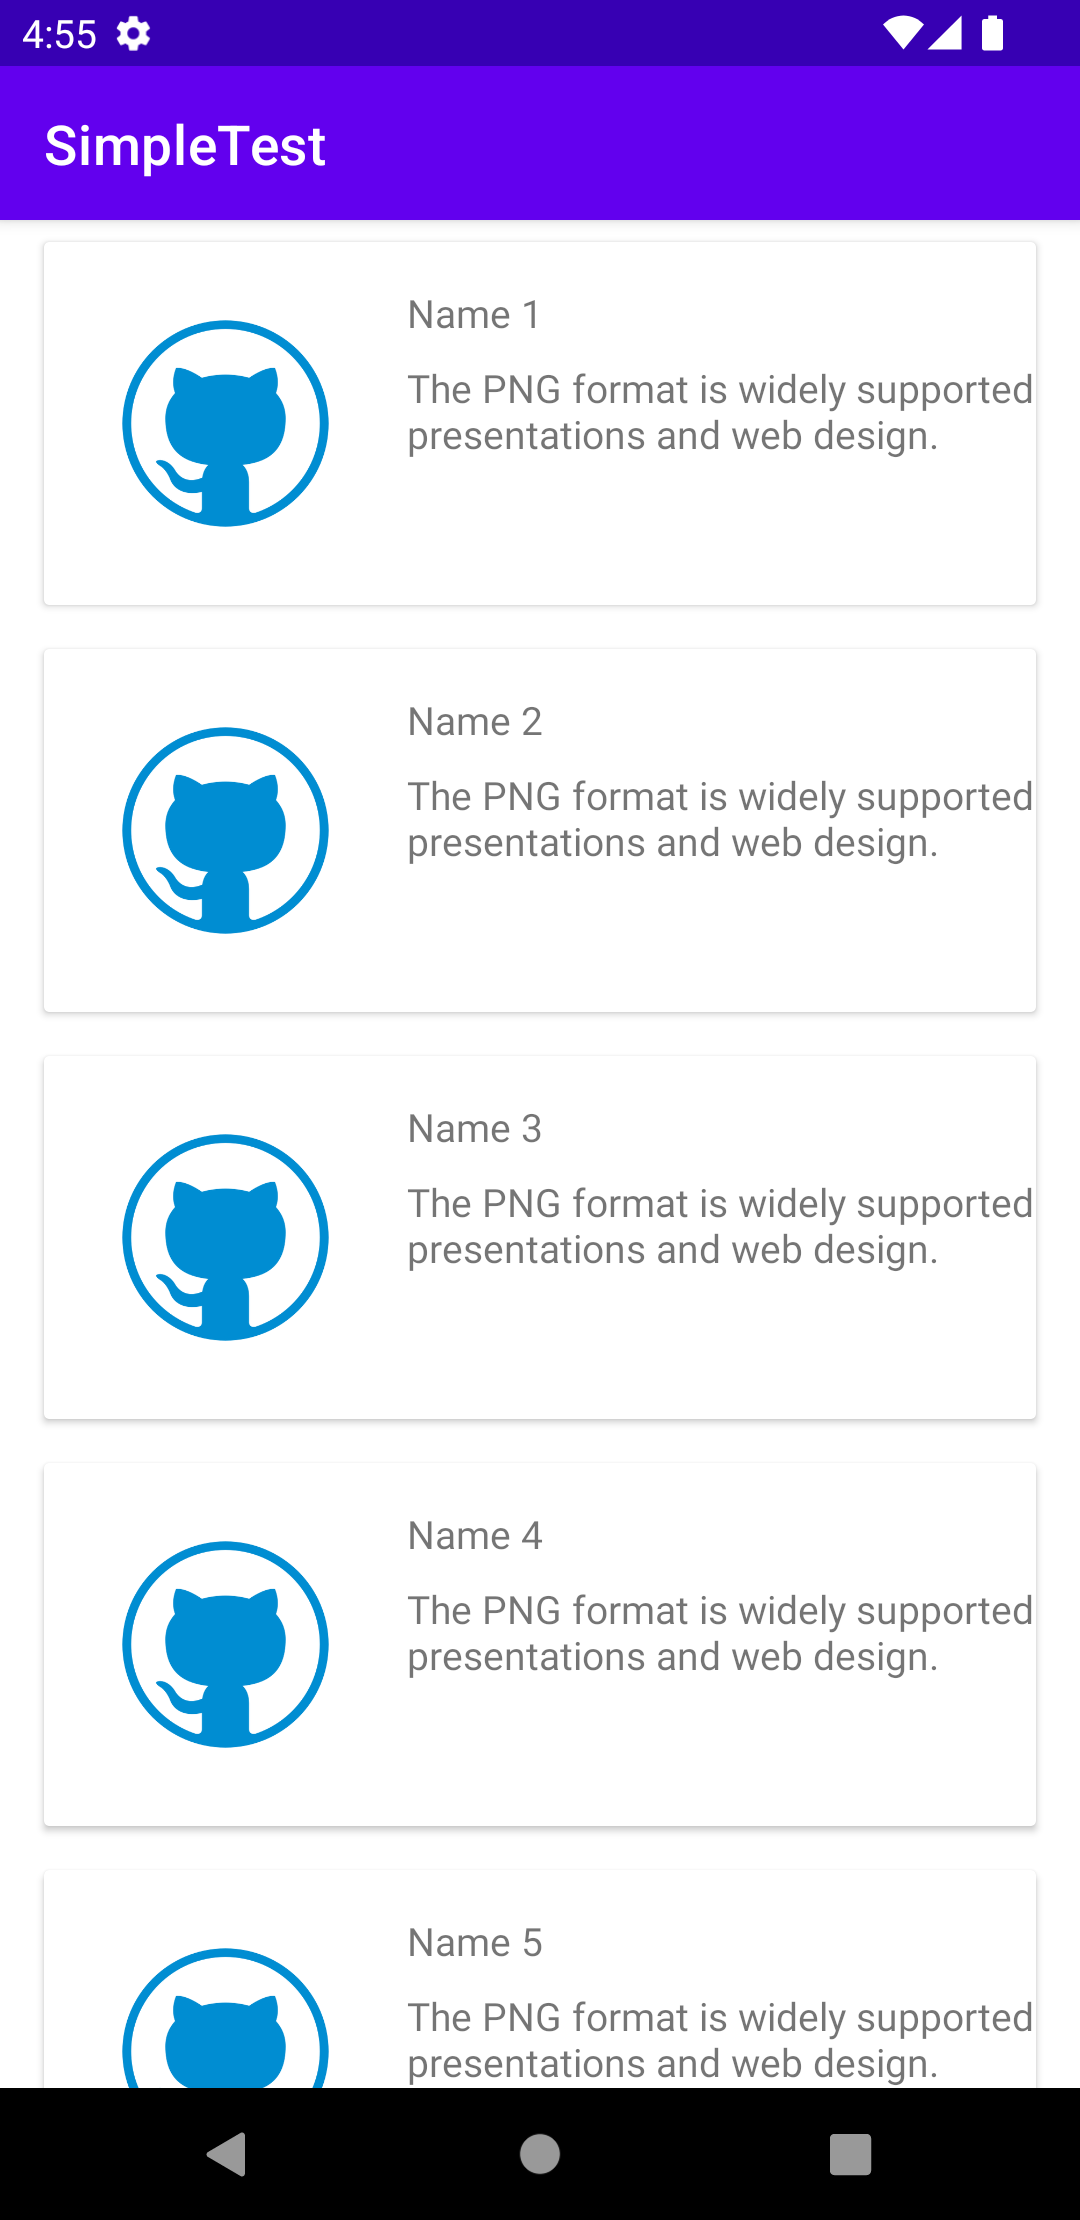 4:55
SimpleTest
Name 1
The PNG format is widely supported
presentations and web design.
Name 2
The PNG format is widely supported
presentations and web design.
Name 3
The PNG format is widely supported
presentations and web design.
Name 4
The PNG format is widely supported
presentations and web design.
Name 5
The PNG format is widely supported
presentations and web design.